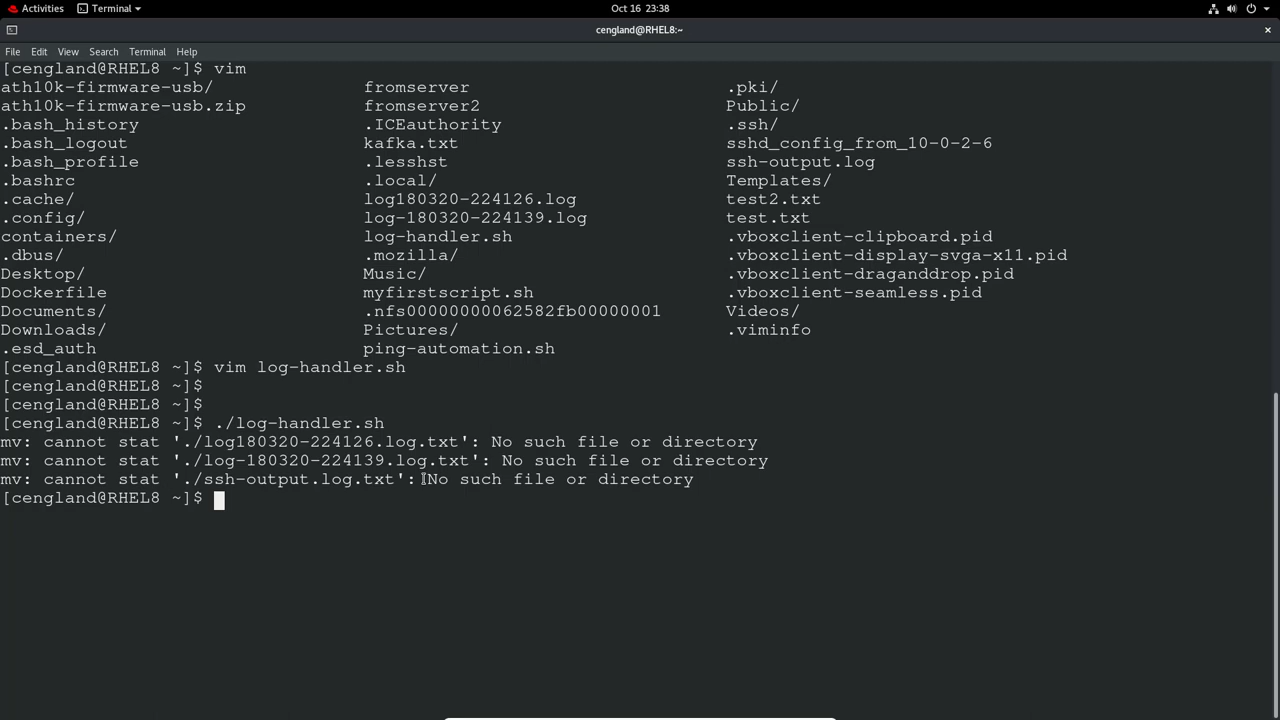 Activities Terminal Oct 16 23:38
cengland@RHEL8:~ ×
File Edit View Search Terminal Help
[cengland@RHEL8 ~]$ vim
ath10k-firmware-usb/ fromserver .pki/
ath10k-firmware-usb.zip fromserver2 Public/
.bash_history .ICEauthority .ssh/
.bash_logout kafka.txt sshd_config_from_10-0-2-6
.bash_profile .lesshst ssh-output.log
.bashrc .local/ Templates/
.cache/ log180320-224126.log test2.txt
.config/ log-180320-224139.log test.txt
containers/ log-handler.sh .vboxclient-clipboard.pid
.dbus/ .mozilla/ .vboxclient-display-svga-x11.pid
Desktop/ Music/ .vboxclient-draganddrop.pid
Dockerfile myfirstscript.sh .vboxclient-seamless.pid
Documents/ .nfs00000000062582fb00000001 Videos/
Downloads/ Pictures/ .viminfo
.esd_auth ping-automation.sh
[cengland@RHEL8 ~]$ vim log-handler.sh
[cengland@RHEL8 ~]$
[cengland@RHEL8 ~]$
[cengland@RHEL8 ~]$ ./log-handler.sh
mv: cannot stat './log180320-224126.log.txt': No such file or directory
mv: cannot stat './log-180320-224139.log.txt': No such file or directory
mv: cannot stat './ssh-output.log.txt': No such file or directory
[cengland@RHEL8 ~]$